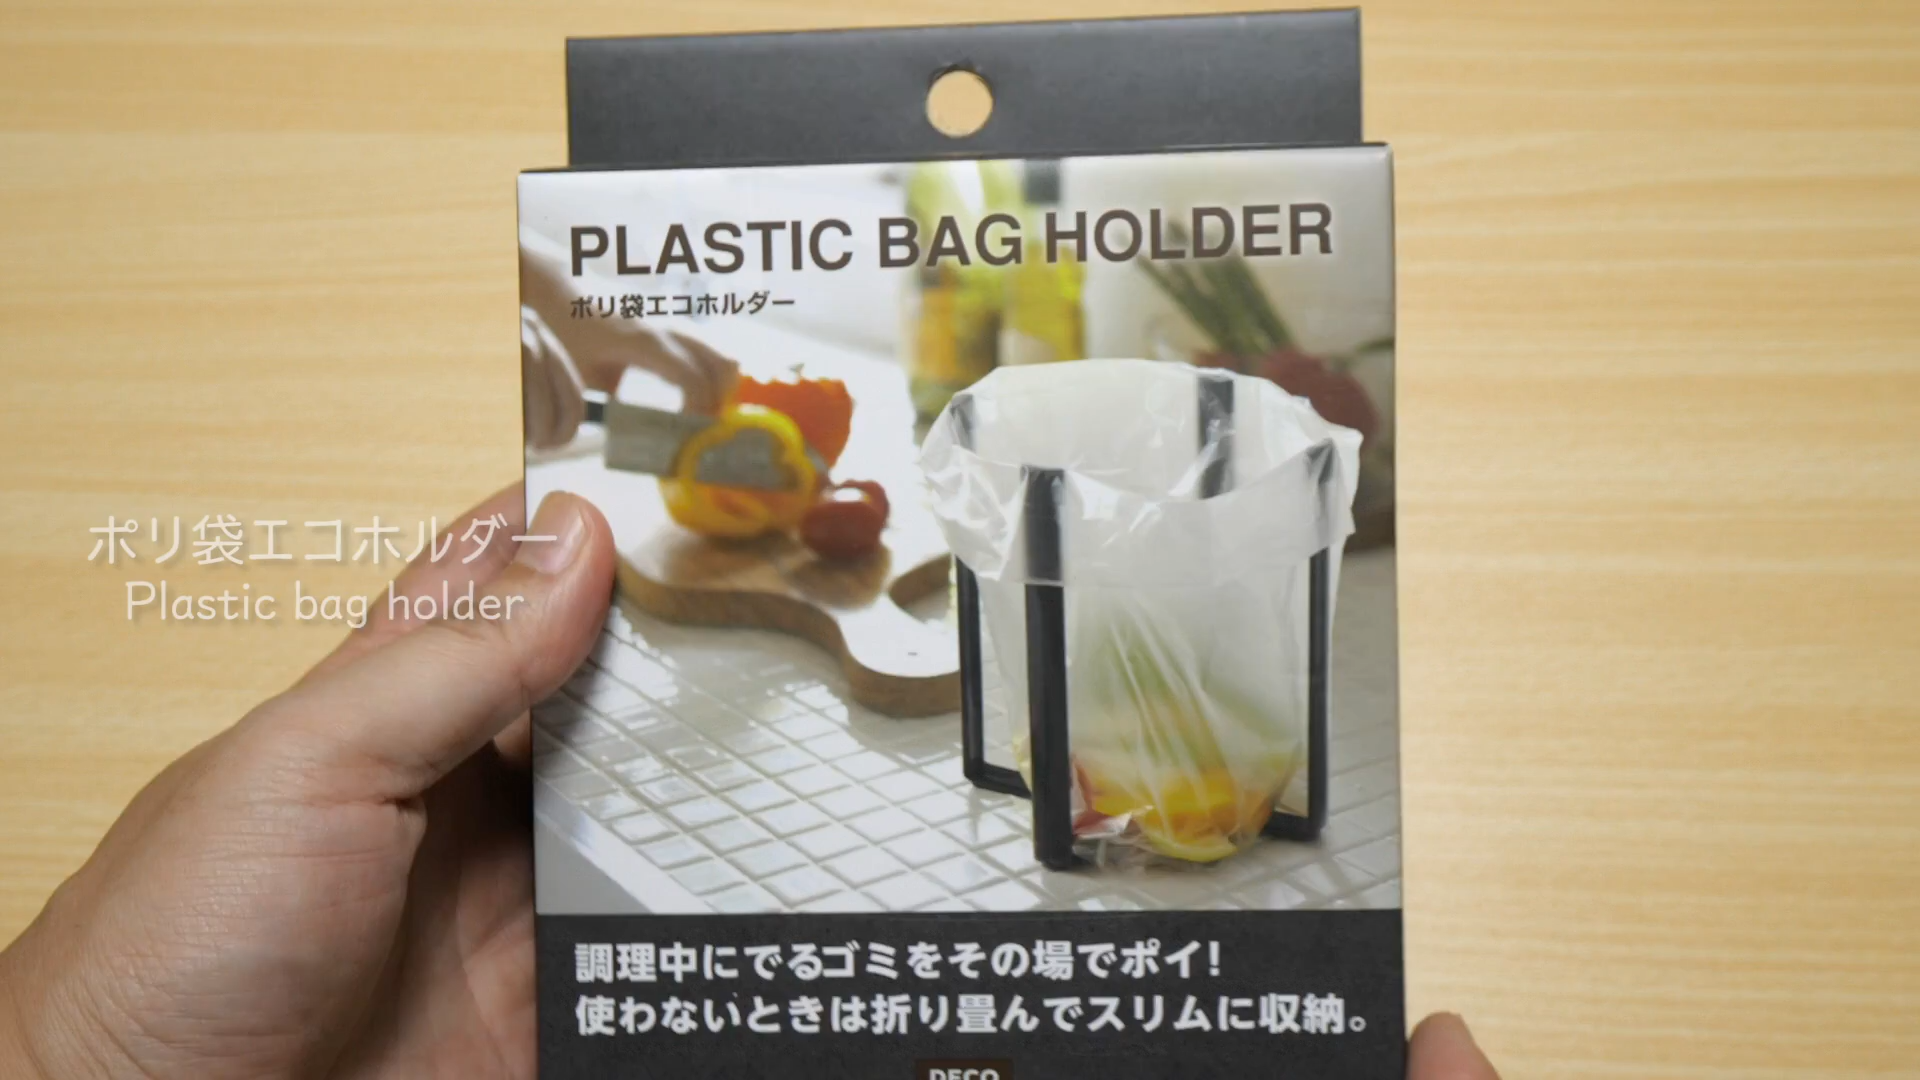 PLASTIC BAG HOLDER
ポリ袋エコホルダー
ポリ袋エコホルダー
Plastic bag holder
調理中にでるゴミをその場でポイ!
使わないときは折り畳んでスリムに収納。
DECO